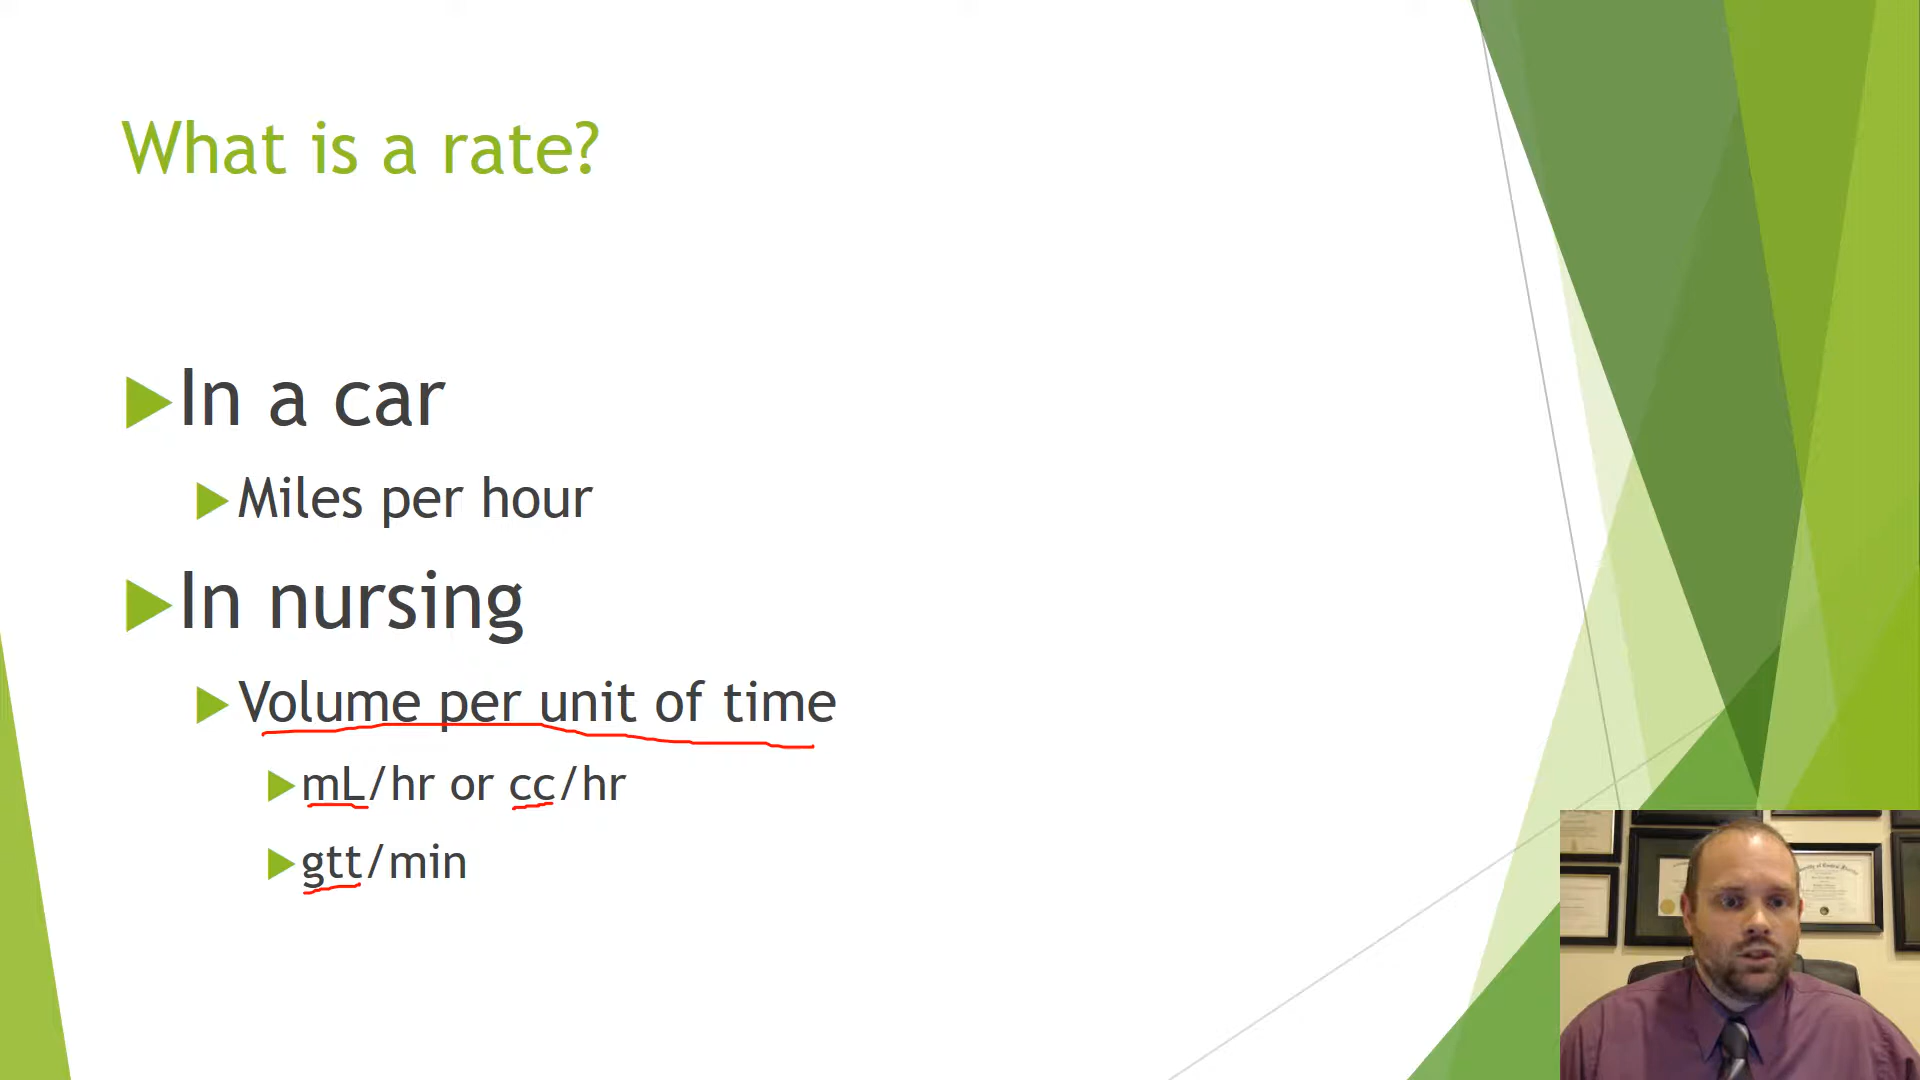 What is a rate?
In a car
Miles per hour
In nursing
Volume per unit of time
mL/hr or cc/hr
gtt/min